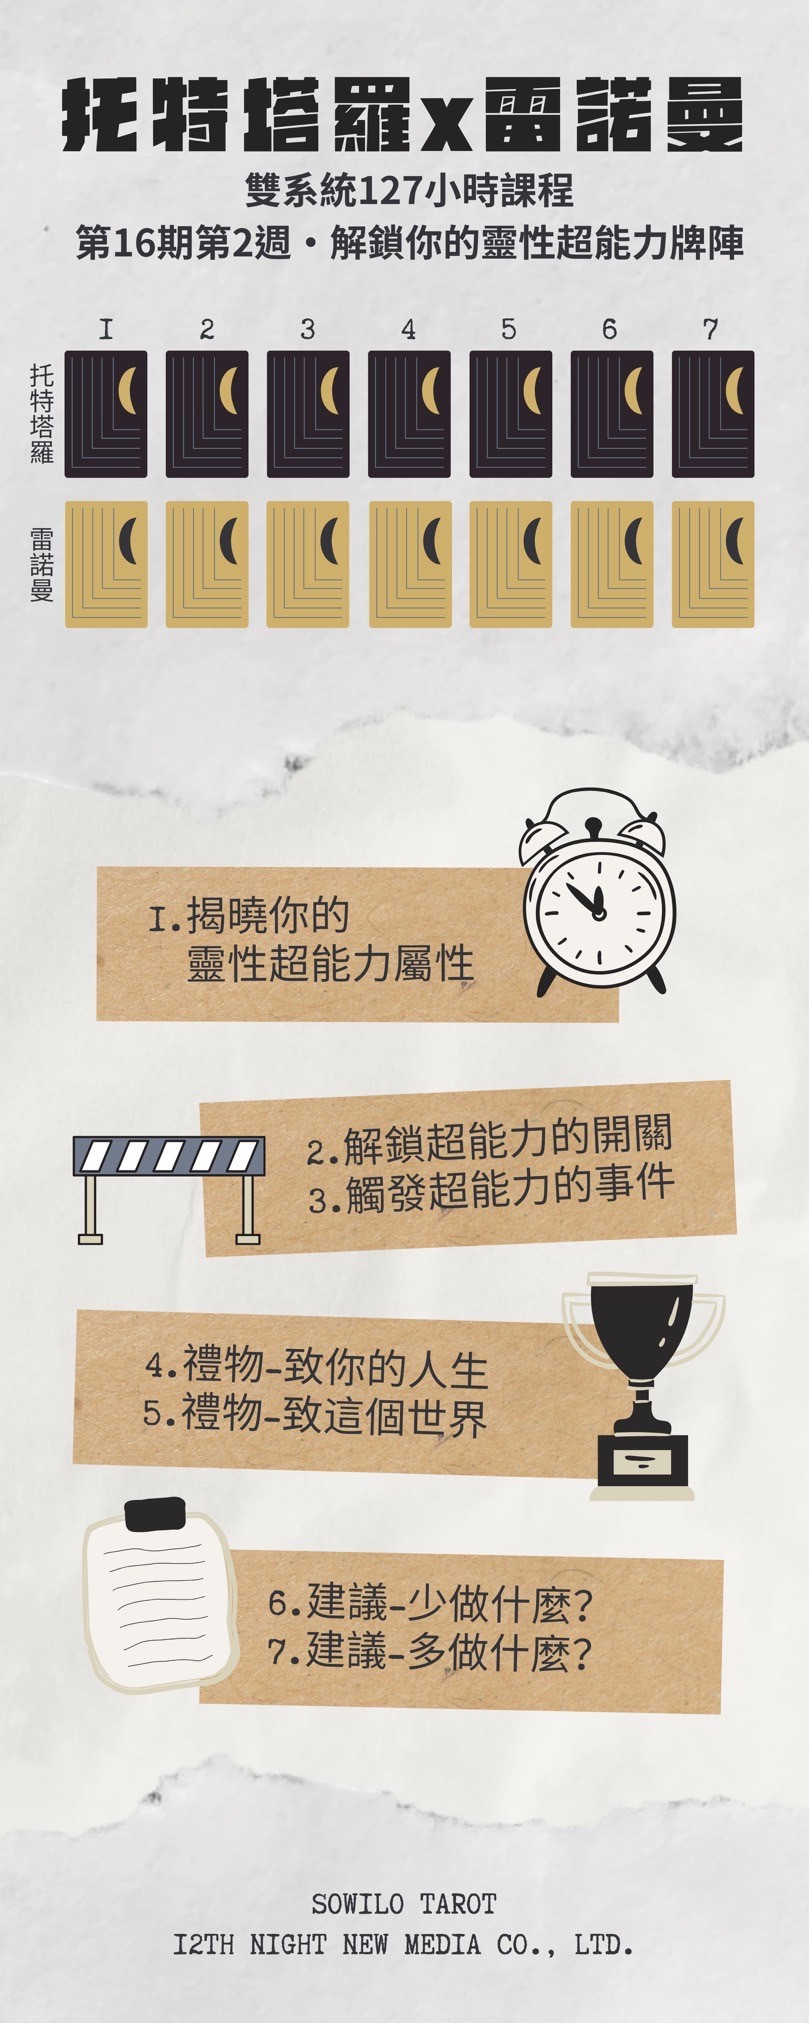 托特塔羅x雷諾曼
雙系統127小時課程
第16期第2週・解鎖你的靈性超能力牌陣
1 2 3 4 5 6 7
托特塔羅
雷諾曼
1.揭曉你的
靈性超能力屬性
2.解鎖超能力的開關
3.觸發超能力的事件
4.禮物-致你的人生
5.禮物-致這個世界
6.建議-少做什麼?
7.建議-多做什麼?
SOWILO TAROT
12TH NIGHT NEW MEDIA CO., LTD.